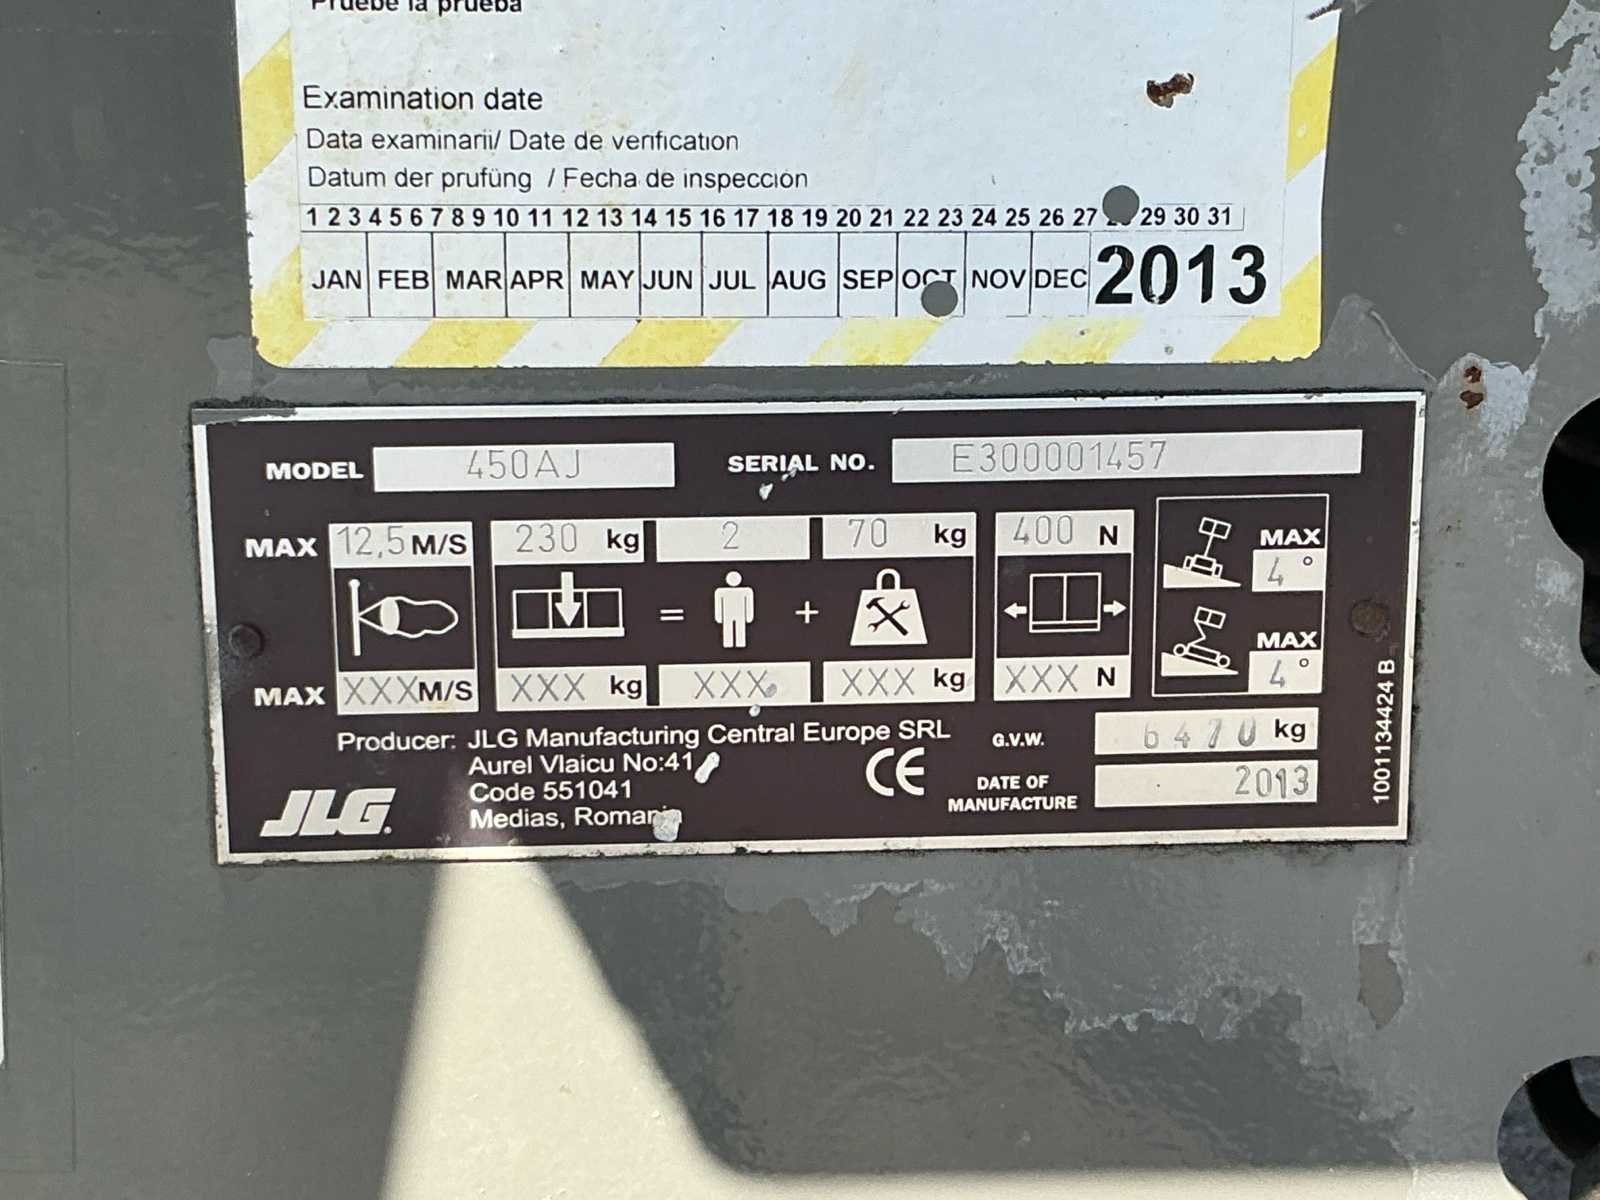 Pruebe la prueba
Examination date
Data examinarii/ Date de verification
Datum der prufüng / Fecha de inspeccion
1 2 3 4 5 6 7 8 9 10 11 12 13 14 15 16 17 18 19 20 21 22 23 24 25 26 27 29 30 31
JAN FEB MAR APR MAY JUN JUL AUG SEP OCT NOV DEC 2013
MODEL 450AJ SERIAL NO. E300001457
MAX 12,5 M/S 230 kg 2 70 kg 400 N MAX 4°
= +
MAX 4°
MAX XXX M/S XXX kg XXX XXX kg XXX N
Producer: JLG Manufacturing Central Europe SRL
Aurel Vlaicu No:41
Code 551041
Medias, Romania
G.V.W. 6470 kg
DATE OF MANUFACTURE 2013
CE
JLG
1001134424 B